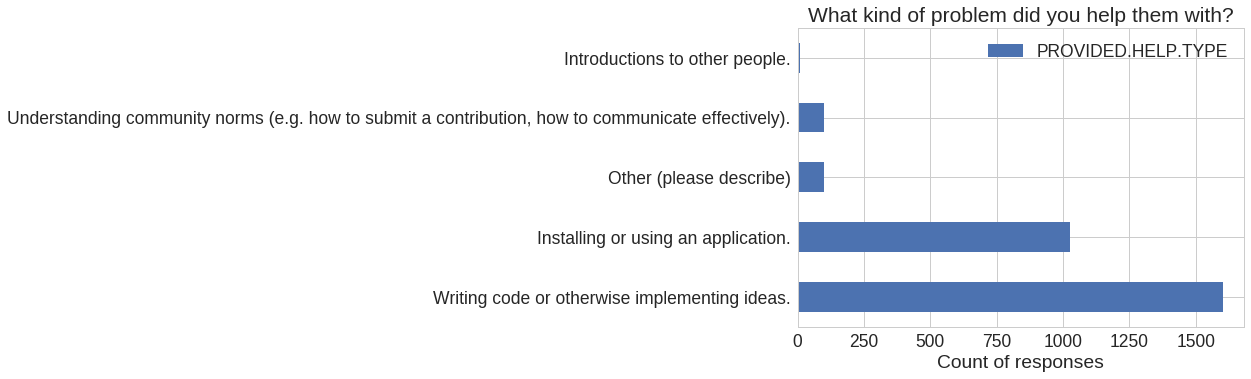 What kind of problem did you help them with?
PROVIDED.HELP.TYPE
Introductions to other people.
Understanding community norms (e.g. how to submit a contribution, how to communicate effectively).
Other (please describe)
Installing or using an application.
Writing code or otherwise implementing ideas.
0 250 500 750 1000 1250 1500
Count of responses